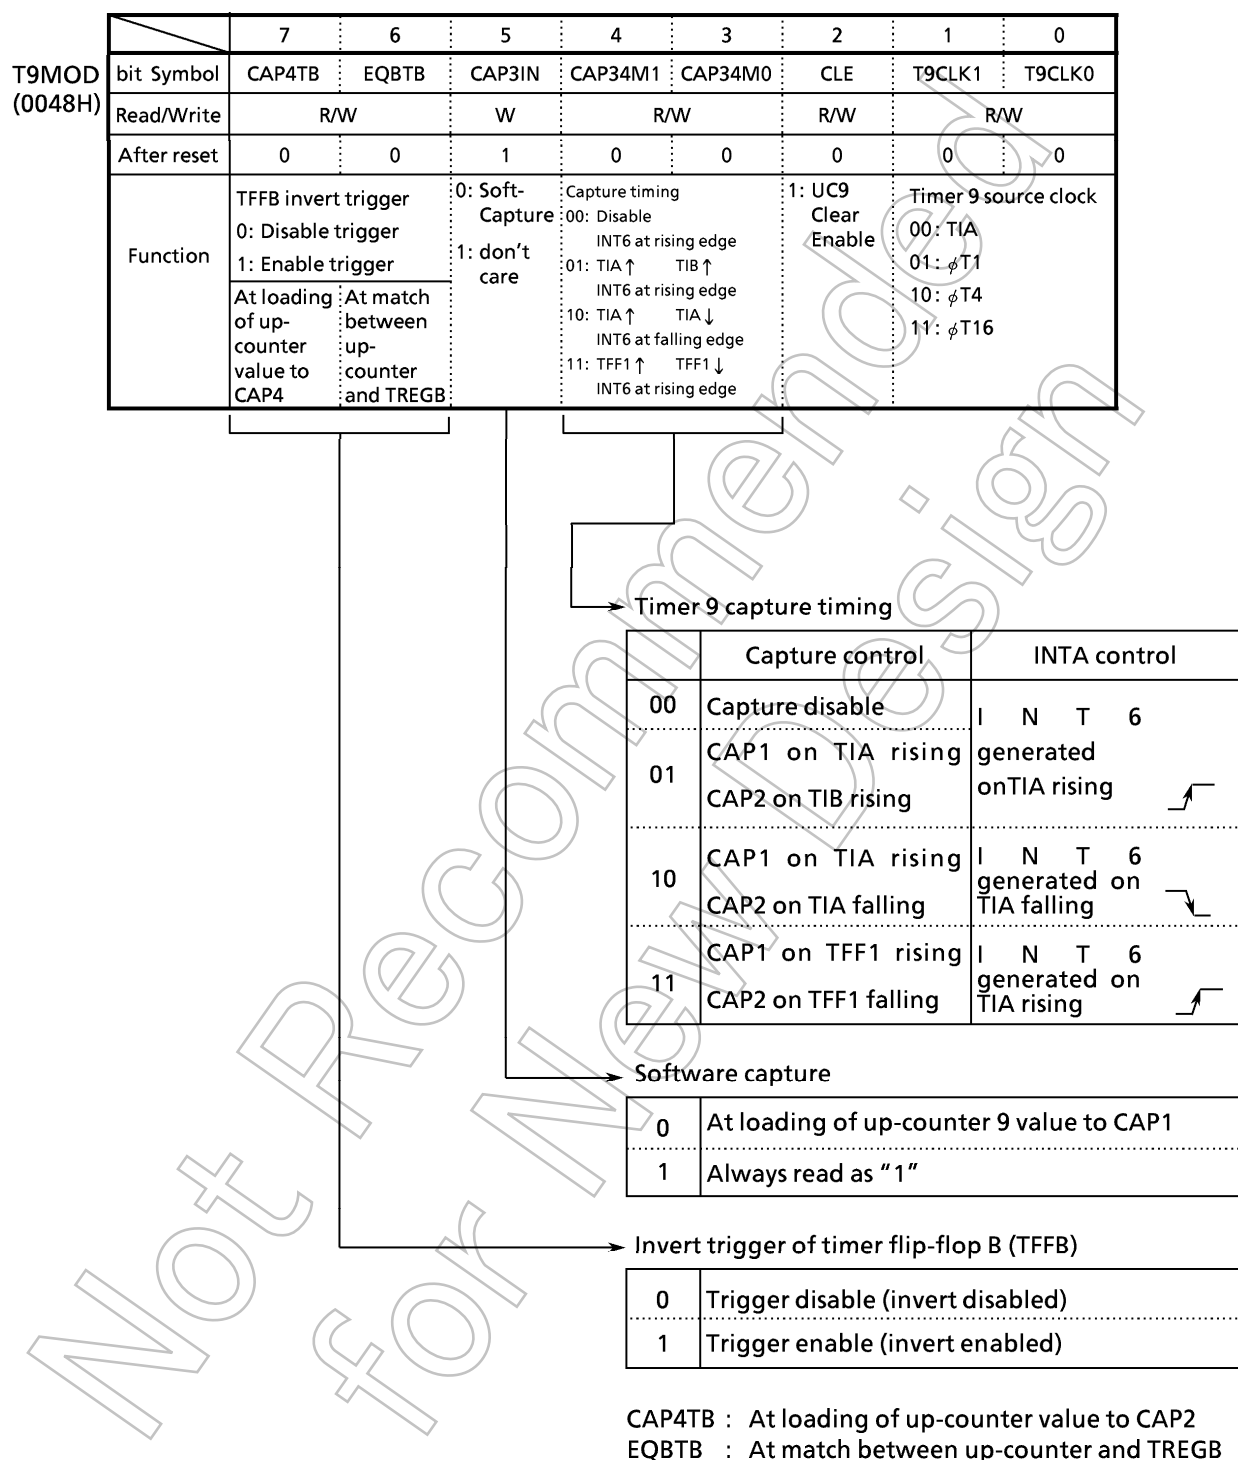 7 6 5 4 3 2 1 0
T9MOD (0048H)
bit Symbol CAP4TB EQBTB CAP3IN CAP34M1 CAP34M0 CLE T9CLK1 T9CLK0
Read/Write R/W W R/W R/W R/W
After reset 0 0 1 0 0 0 0 0
Function
TFFB invert trigger
0: Disable trigger
1: Enable trigger
At loading
of up-
counter
value to
CAP4
At match
between
up-
counter
and TREGB
0: Soft-
Capture
1: don't
care
Capture timing
00: Disable
INT6 at rising edge
01: TIA↑ TIB↑
INT6 at rising edge
10: TIA↑ TIA↓
INT6 at falling edge
11: TFF1↑ TFF1↓
INT6 at rising edge
1: UC9
Clear
Enable
Timer 9 source clock
00: TIA
01: ϕT1
10: ϕT4
11: ϕT16
Timer 9 capture timing
Capture control INTA control
00 Capture disable
01 CAP1 on TIA rising
CAP2 on TIB rising
I N T 6
generated
onTIA rising
10 CAP1 on TIA rising
CAP2 on TIA falling
I N T 6
generated on
TIA falling
11 CAP1 on TFF1 rising
CAP2 on TFF1 falling
I N T 6
generated on
TIA rising
Software capture
0 At loading of up-counter 9 value to CAP1
1 Always read as "1"
Invert trigger of timer flip-flop B (TFFB)
0 Trigger disable (invert disabled)
1 Trigger enable (invert enabled)
CAP4TB : At loading of up-counter value to CAP2
EQBTB : At match between up-counter and TREGB
Not Recommended
for New Design